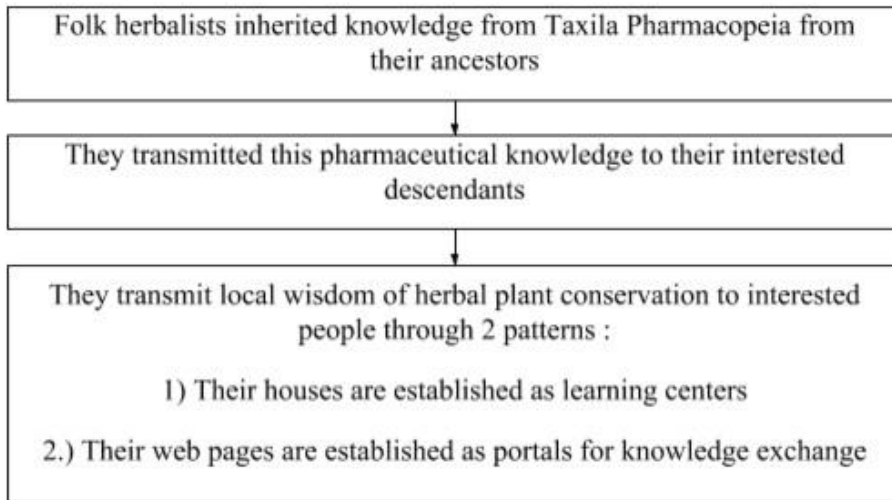 Folk herbalists inherited knowledge from Taxila Pharmacopeia from
their ancestors
They transmitted this pharmaceutical knowledge to their interested
descendants
They transmit local wisdom of herbal plant conservation to interested
people through 2 patterns :
1) Their houses are established as learning centers
2.) Their web pages are established as portals for knowledge exchange